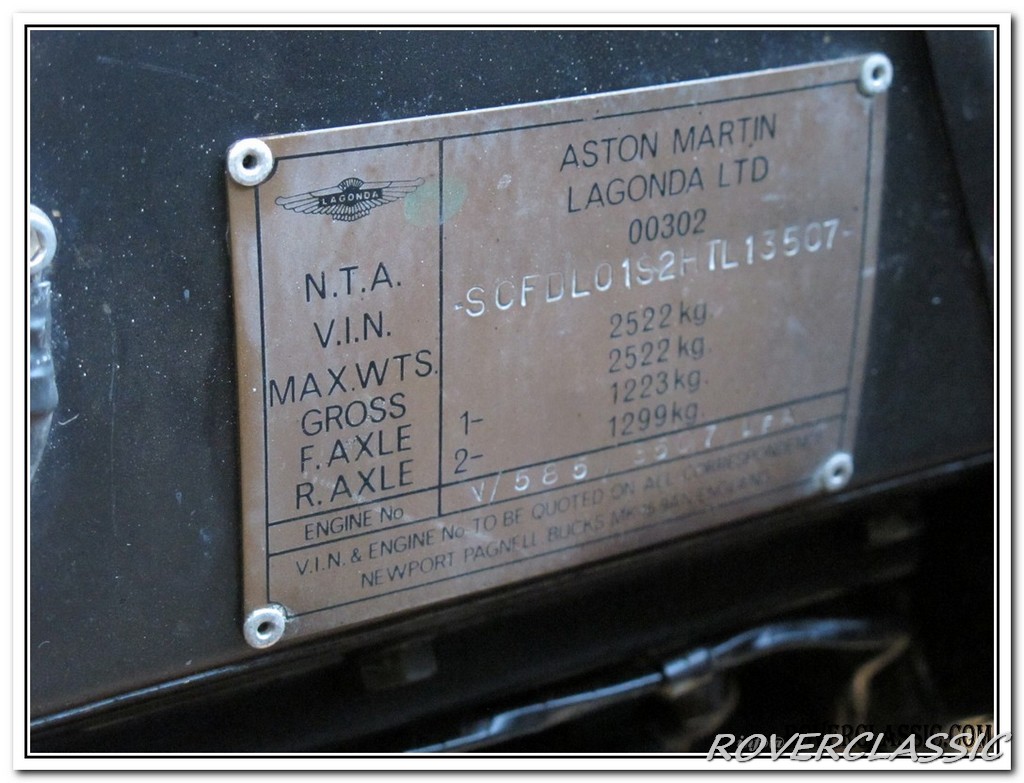 LAGONDA
ASTON MARTIN
LAGONDA LTD
N.T.A. 00302
V.I.N. -SCFDL01S2HTL13507-
MAX.WTS. 2522 kg.
GROSS 2522 kg.
F. AXLE 1- 1223 kg.
R. AXLE 2- 1299 kg.
ENGINE No V/585
V.I.N. & ENGINE No TO BE QUOTED ON ALL CORRESPONDENCE
NEWPORT PAGNELL BUCKS ENGLAND
ROVERCLASSIC